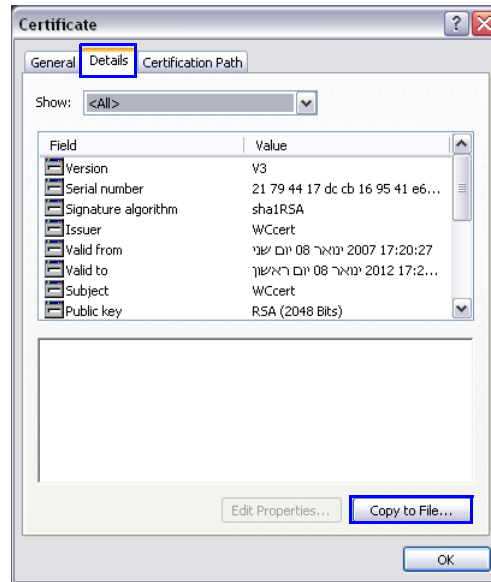 Certificate
General Details Certification Path
Show: <All>
Field Value
Version V3
Serial number 21 79 44 17 dc cb 16 95 41 e6...
Signature algorithm sha1RSA
Issuer WCcert
Valid from יום שני 08 ינואר 2007 17:20:27
Valid to יום ראשון 08 ינואר 2012 17:2...
Subject WCcert
Public key RSA (2048 Bits)
Edit Properties... Copy to File...
OK